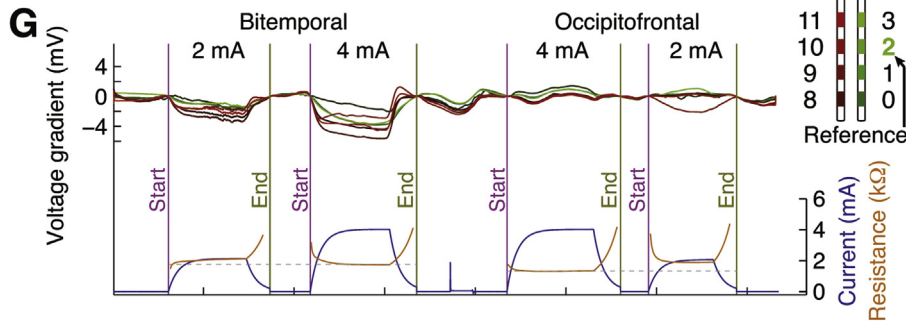 G
Bitemporal
Occipitofrontal
2 mA
4 mA
4 mA
2 mA
Voltage gradient (mV)
4
0
−4
Start
End
Start
End
Start
End
Start
End
11
3
10
2
9
1
8
0
Reference
6
4
2
0
Current (mA)
Resistance (kΩ)